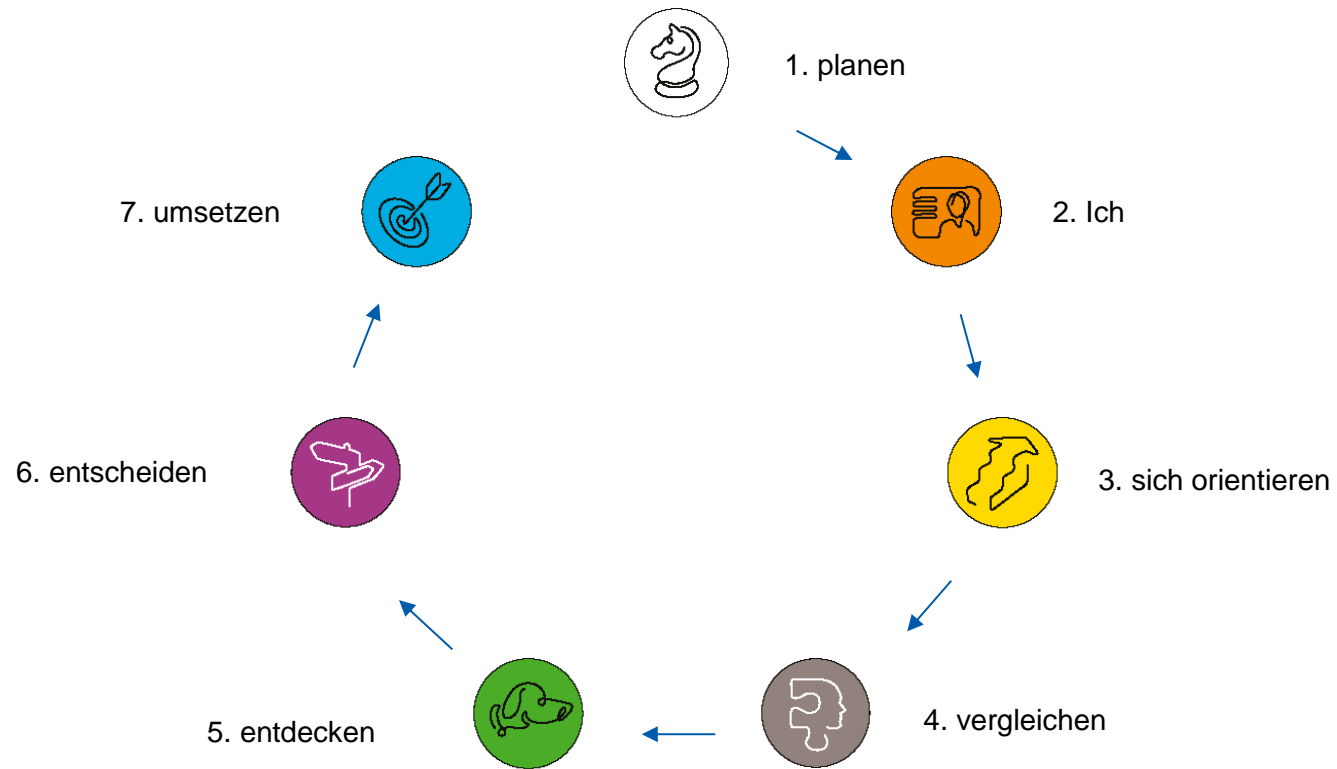 1. planen
2. Ich
3. sich orientieren
4. vergleichen
5. entdecken
6. entscheiden
7. umsetzen